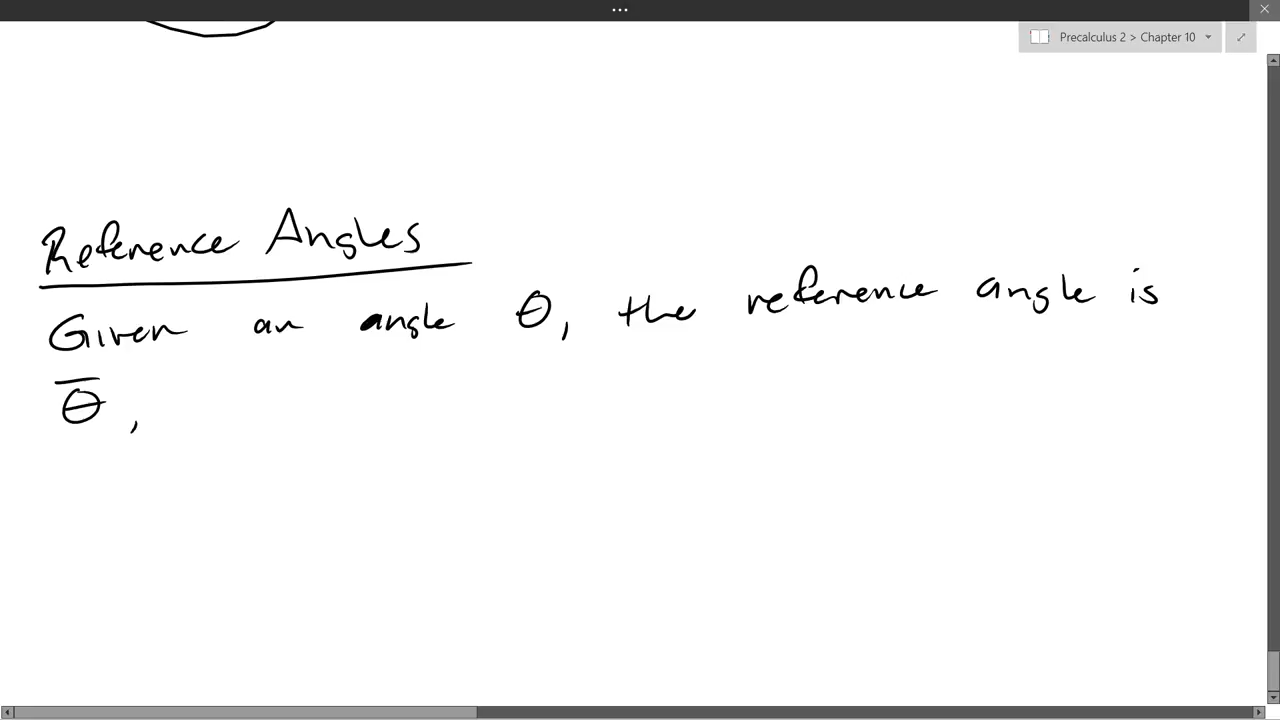 ...
Precalculus 2 > Chapter 10
Reference Angles
Given an angle θ, the reference angle is
θ̅,